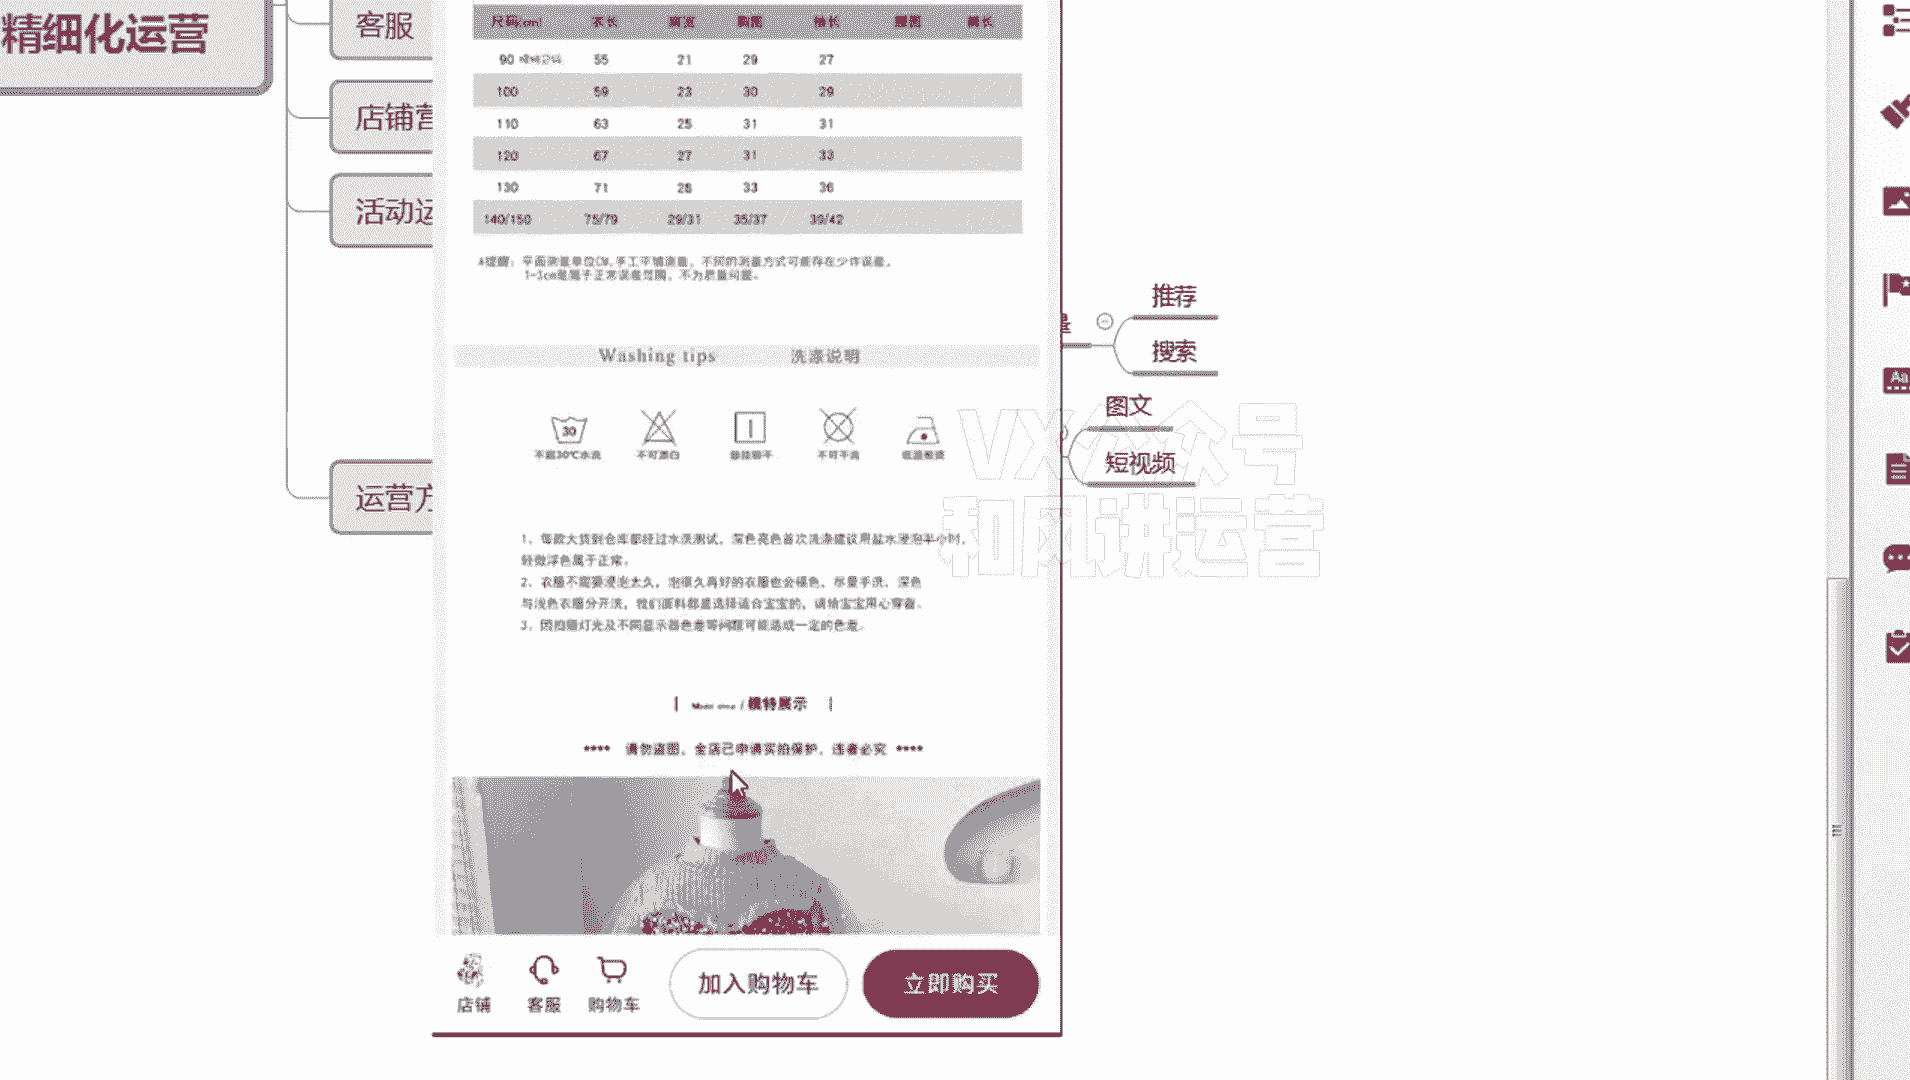 精细化运营
客服
店铺营
活动运
运营方
尺码(cm) 衣长 肩宽 胸围 袖长 腰围 裤长
90 55 21 29 27
100 59 23 30 29
110 63 25 31 31
120 67 27 31 33
130 71 28 33 36
140/150 75/79 29/31 35/37 39/42
A提醒：平面测量单位CM,手工平铺测量，不同的测量方式可能存在少许误差，
1-3cm是属于正常误差范围，不为质量问题。
Washing tips 洗涤说明
30
不超30℃水洗 不可漂白 悬挂晾干 不可干洗 低温熨烫
1、每款大货到仓库都经过水洗测试，深色亮色首次洗涤建议用盐水浸泡半小时，
轻微浮色属于正常。
2、衣服不需要浸泡太久，泡很久再好的衣服也会褪色，尽量手洗，深色
与浅色衣服分开洗，我们面料都是选择适合宝宝的，请给宝宝用心穿着。
3、因拍摄灯光及不同显示器色差等问题可能造成一定的色差。
| Model show / 模特展示 |
**** 请勿盗图，全店已申请实拍保护，违者必究 ****
店铺
客服
购物车
加入购物车
立即购买
量
推荐
搜索
图文
短视频
VX公众号
和风讲运营
Aa